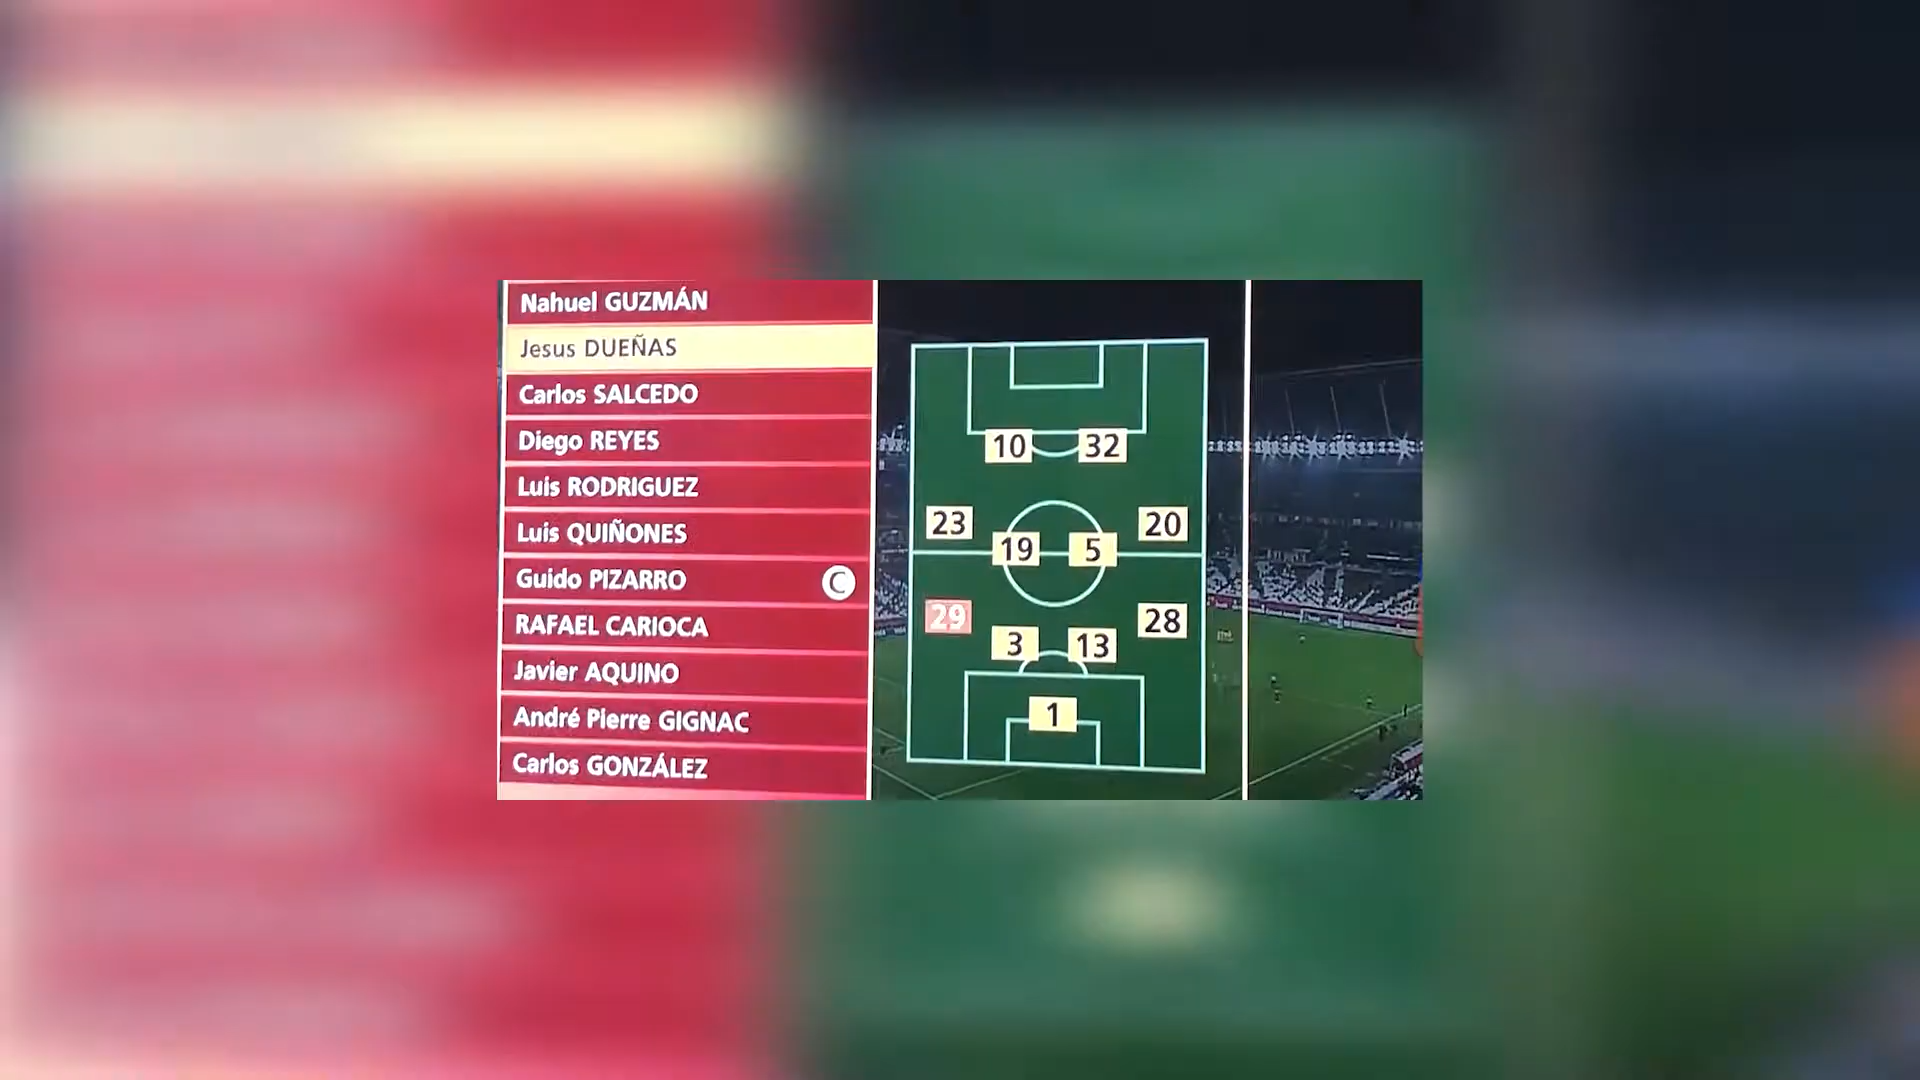 Nahuel GUZMÁN
Jesus DUEÑAS
Carlos SALCEDO
Diego REYES
Luis RODRIGUEZ
Luis QUIÑONES
Guido PIZARRO C
RAFAEL CARIOCA
Javier AQUINO
André Pierre GIGNAC
Carlos GONZÁLEZ
10 32
23 20
19 5
29 28
3 13
1